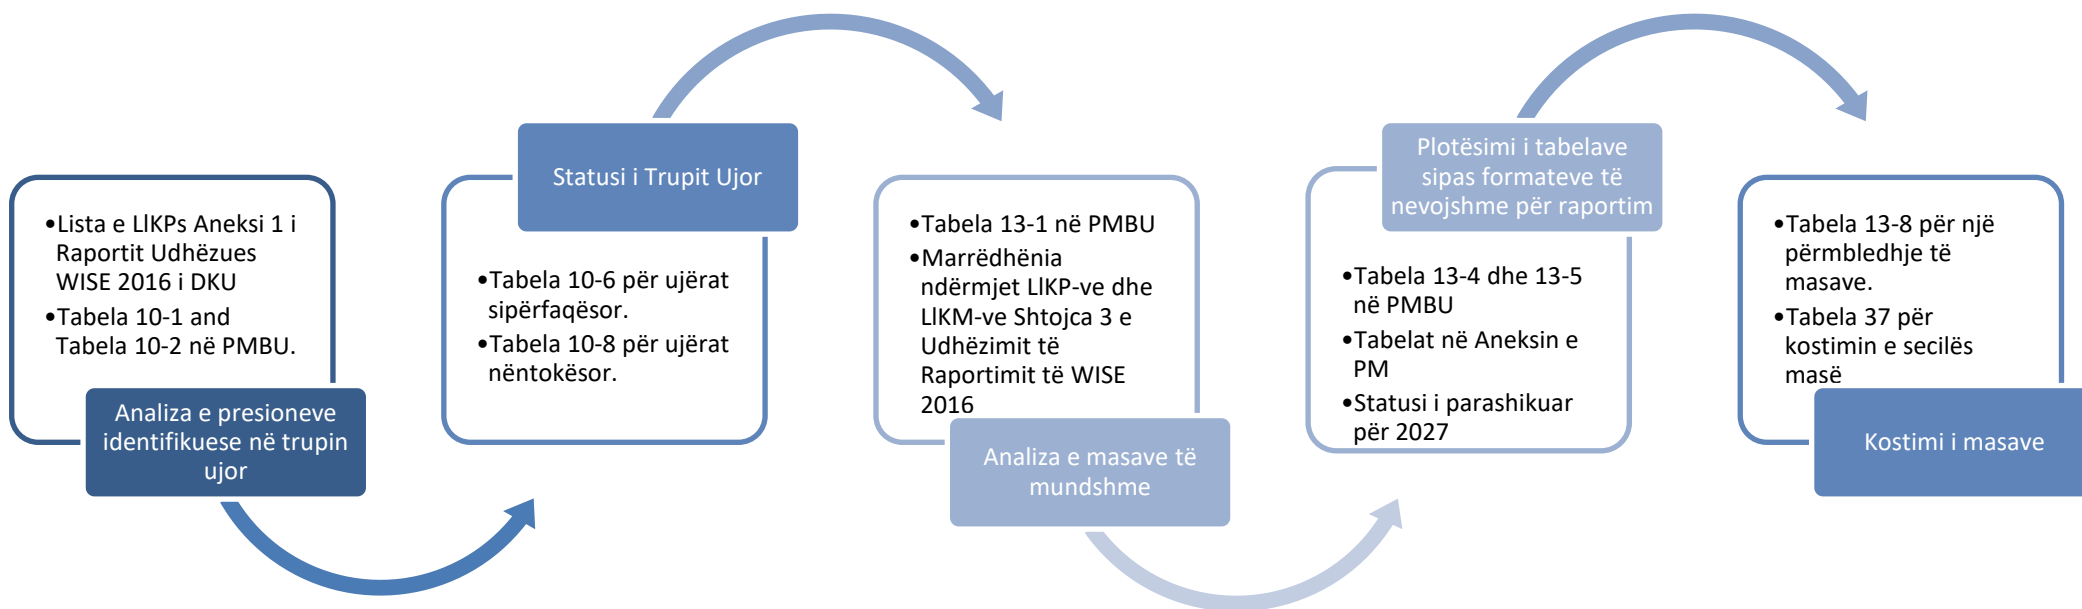 •Lista e LlKPs Aneksi 1 i
Raportit Udhëzues
WISE 2016 i DKU
•Tabela 10-1 and
Tabela 10-2 në PMBU.
Analiza e presioneve
identifikuese në trupin
ujor
Statusi i Trupit Ujor
•Tabela 10-6 për ujërat
sipërfaqësor.
•Tabela 10-8 për ujërat
nëntokësor.
•Tabela 13-1 në PMBU
•Marrëdhënia
ndërmjet LlKP-ve dhe
LlKM-ve Shtojca 3 e
Udhëzimit të
Raportimit të WISE
2016
Analiza e masave të
mundshme
Plotësimi i tabelave
sipas formateve të
nevojshme për raportim
•Tabela 13-4 dhe 13-5
në PMBU
•Tabelat në Aneksin e
PM
•Statusi i parashikuar
për 2027
•Tabela 13-8 për një
përmbledhje të
masave.
•Tabela 37 për
kostimin e secilës
masë
Kostimi i masave